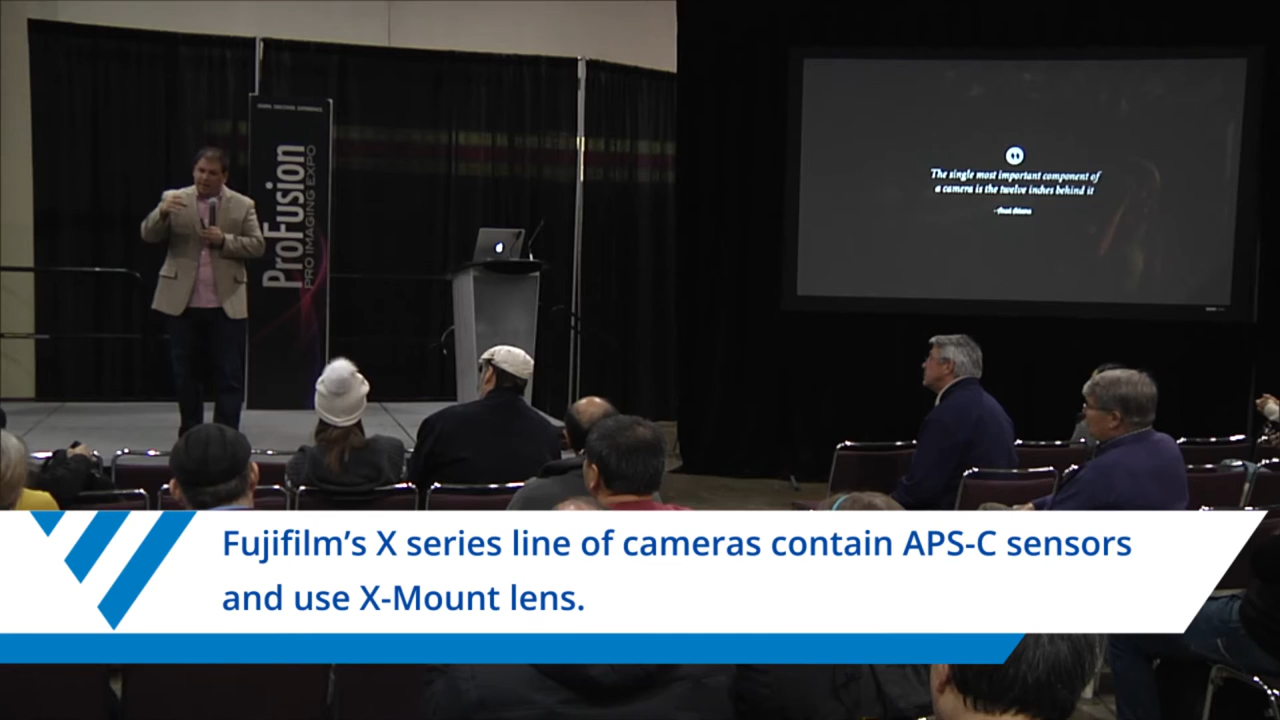 ProFusion
PRO IMAGING EXPO
The single most important component of
a camera is the twelve inches behind it
Fujifilm’s X series line of cameras contain APS-C sensors
and use X-Mount lens.